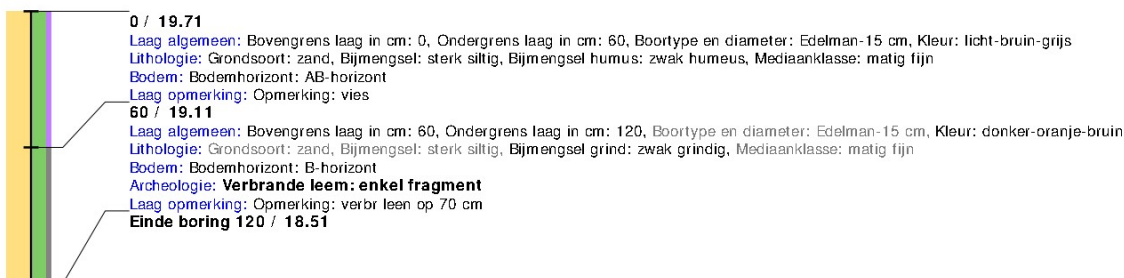 0 / 19.71
Laag algemeen: Bovengrens laag in cm: 0, Ondergrens laag in cm: 60, Boortype en diameter: Edelman-15 cm, Kleur: licht-bruin-grijs
Lithologie: Grondsoort: zand, Bijmengsel: sterk siltig, Bijmengsel humus: zwak humeus, Mediaanklasse: matig fijn
Bodem: Bodemhorizont: AB-horizont
Laag opmerking: Opmerking: vies
60 / 19.11
Laag algemeen: Bovengrens laag in cm: 60, Ondergrens laag in cm: 120, Boortype en diameter: Edelman-15 cm, Kleur: donker-oranje-bruin
Lithologie: Grondsoort: zand, Bijmengsel: sterk siltig, Bijmengsel grind: zwak grindig, Mediaanklasse: matig fijn
Bodem: Bodemhorizont: B-horizont
Archeologie: Verbrande leem: enkel fragment
Laag opmerking: Opmerking: verbr leen op 70 cm
Einde boring 120 / 18.51